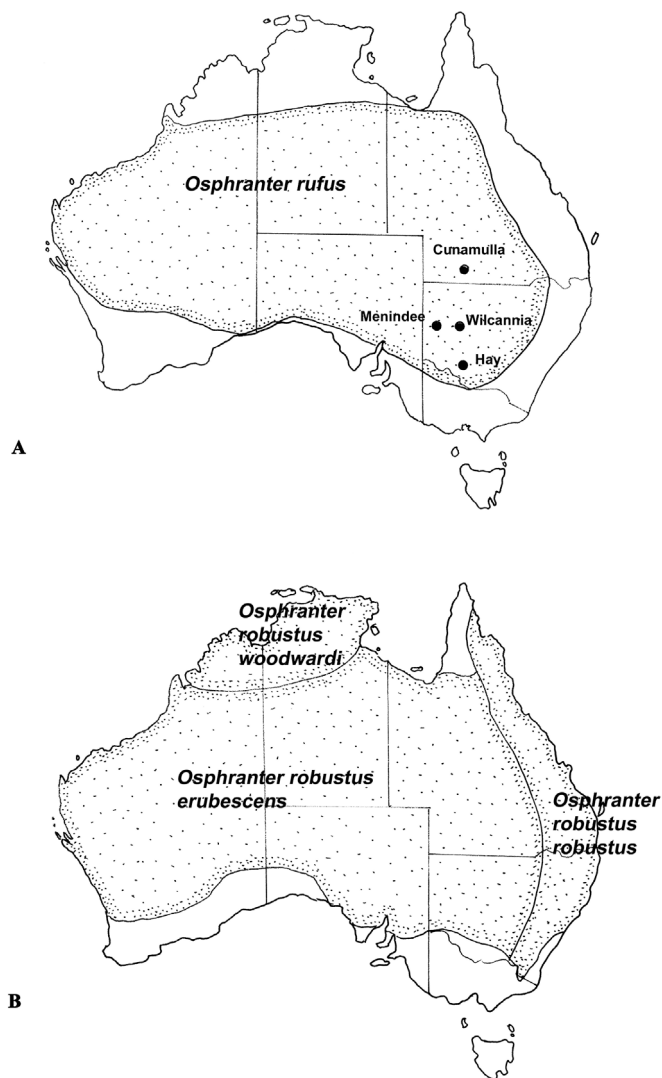 Osphranter rufus
Cunamulla
Menindee
Wilcannia
Hay
A
Osphranter
robustus
woodwardi
Osphranter robustus
erubescens
Osphranter
robustus
robustus
B